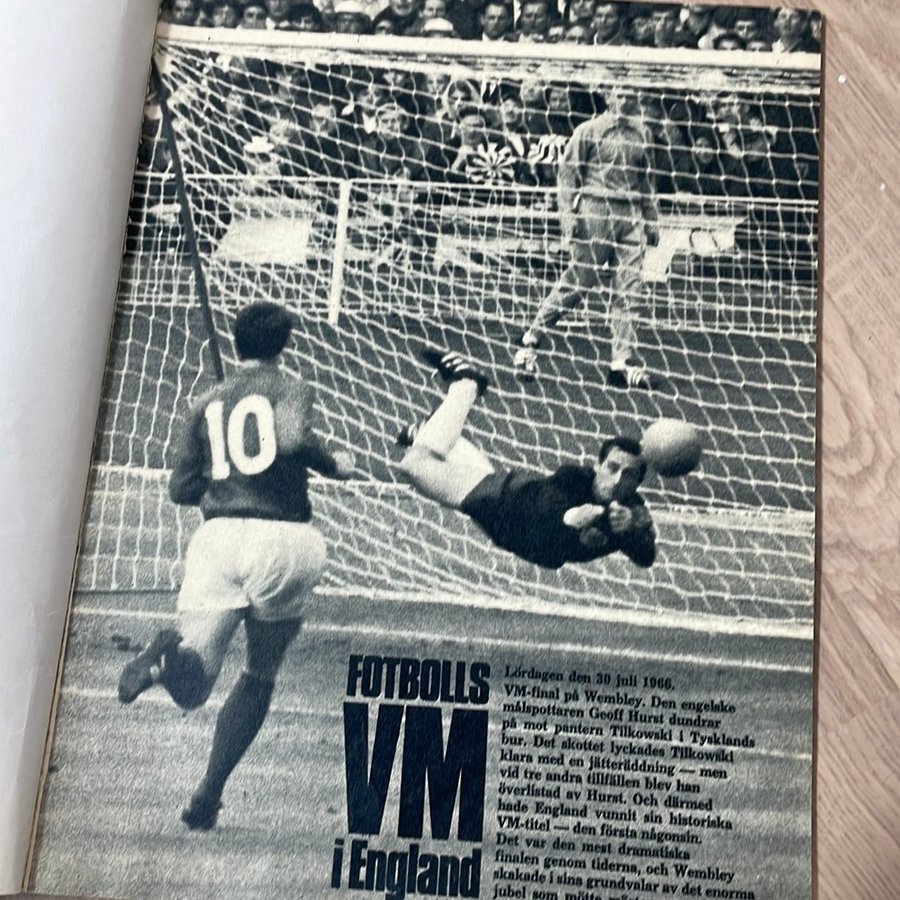 10
FOTBOLLS
VM
i England
Lördagen den 30 juli 1966.
VM-final på Wembley. Den engelske
målspottaren Geoff Hurst dundrar
på mot pantern Tilkowski i Tysklands
bur. Det skottet lyckades Tilkowski
klara med en jätteräddning — men
vid tre andra tillfällen blev han
överlistad av Hurst. Och därmed
hade England vunnit sin historiska
VM-titel — den första någonsin.
Det var den mest dramatiska
finalen genom tiderna, och Wembley
skakade i sina grundvalar av det enorma
jubel som mötte